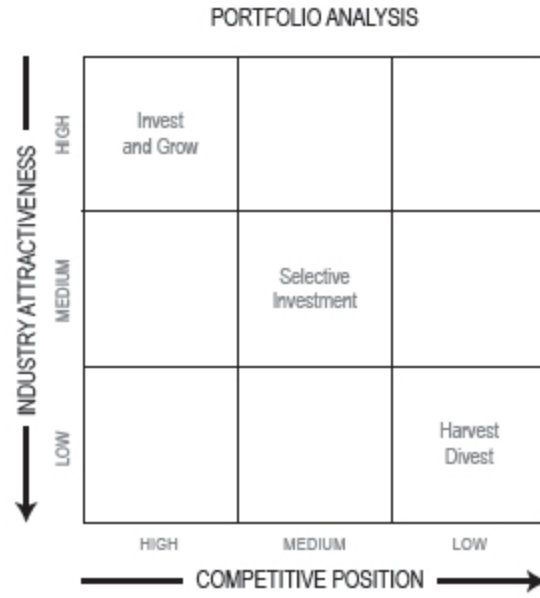 PORTFOLIO ANALYSIS
INDUSTRY ATTRACTIVENESS
HIGH
Invest
and Grow
MEDIUM
Selective
Investment
LOW
Harvest
Divest
HIGH
MEDIUM
LOW
COMPETITIVE POSITION